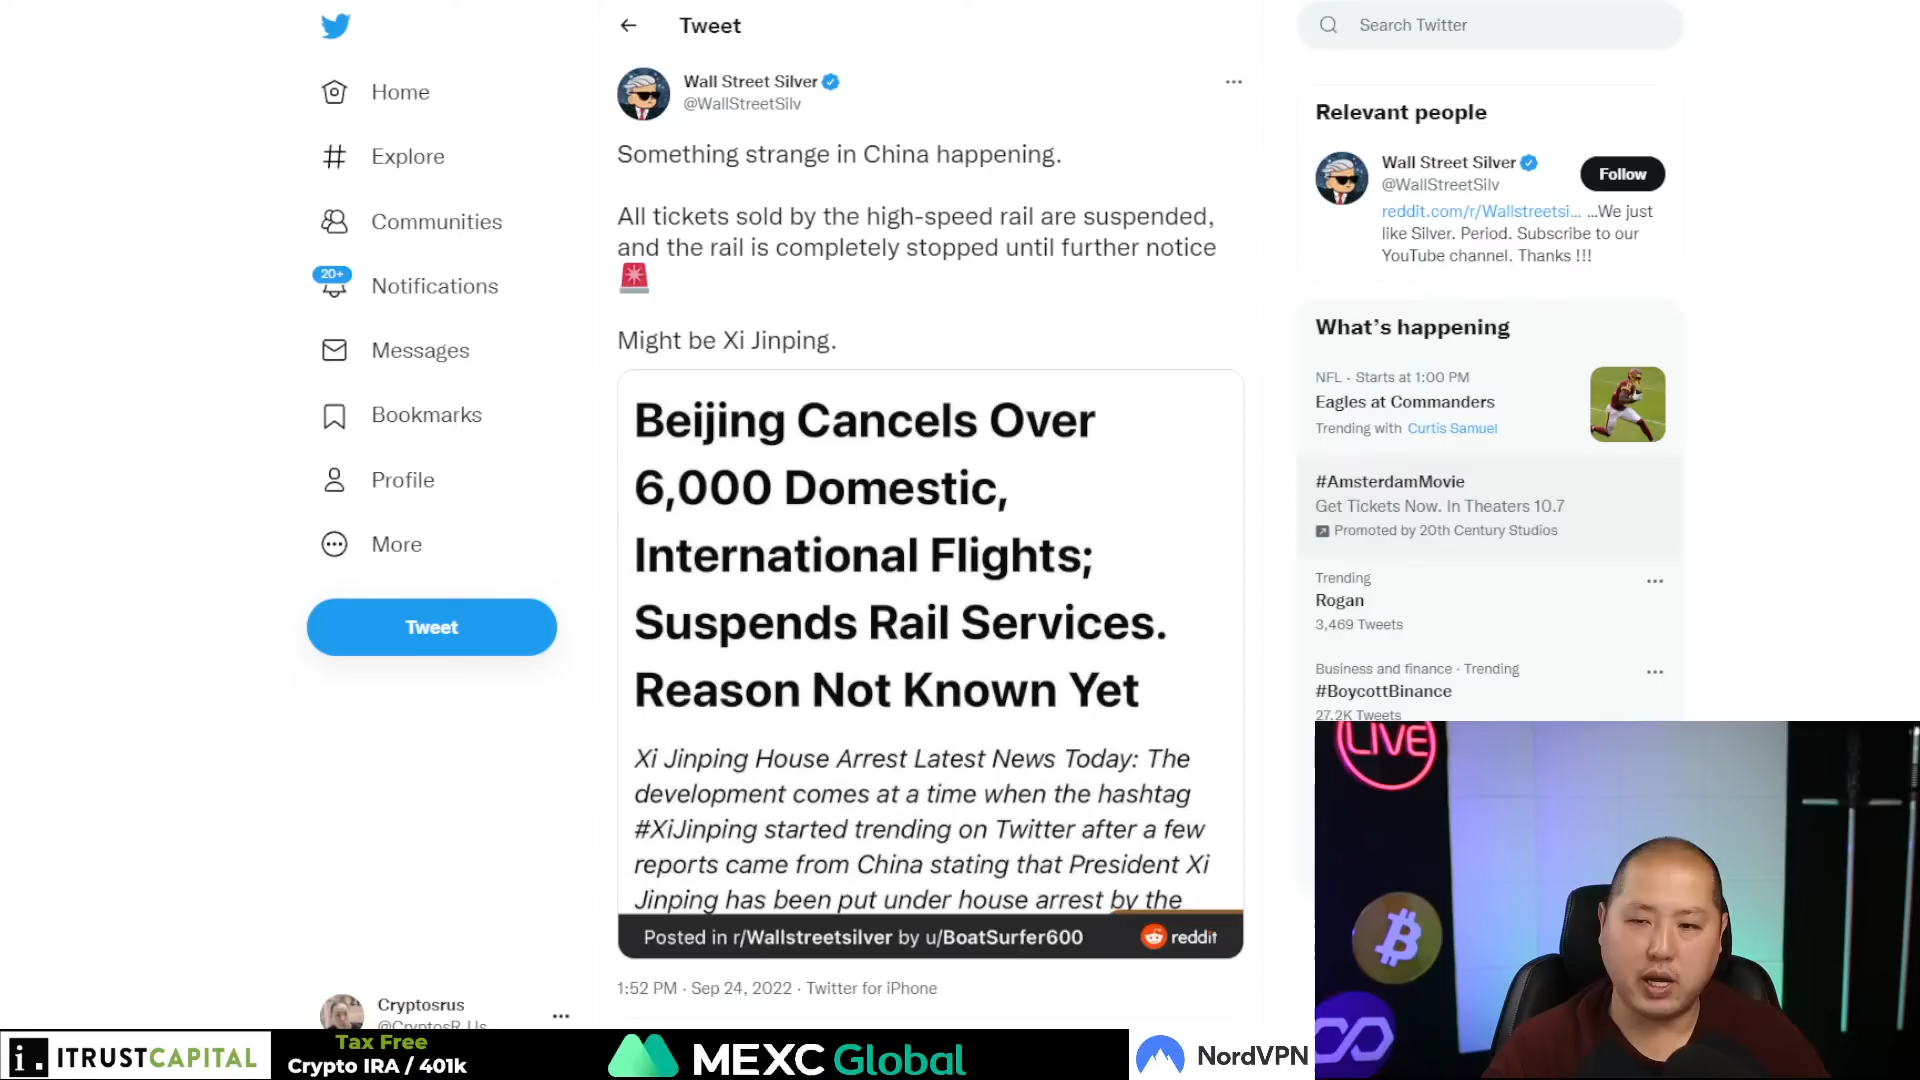 Home
Explore
Communities
20+
Notifications
Messages
Bookmarks
Profile
More
Tweet
Cryptosrus
@CryptosR_Us
Tweet
Wall Street Silver
@WallStreetSilv
Something strange in China happening.
All tickets sold by the high-speed rail are suspended,
and the rail is completely stopped until further notice
Might be Xi Jinping.
Beijing Cancels Over
6,000 Domestic,
International Flights;
Suspends Rail Services.
Reason Not Known Yet
Xi Jinping House Arrest Latest News Today: The
development comes at a time when the hashtag
#XiJinping started trending on Twitter after a few
reports came from China stating that President Xi
Jinping has been put under house arrest by the
Posted in r/Wallstreetsilver by u/BoatSurfer600
reddit
1:52 PM · Sep 24, 2022 · Twitter for iPhone
Search Twitter
Relevant people
Wall Street Silver
@WallStreetSilv
Follow
reddit.com/r/Wallstreetsi... ...We just
like Silver. Period. Subscribe to our
YouTube channel. Thanks !!!
What's happening
NFL · Starts at 1:00 PM
Eagles at Commanders
Trending with Curtis Samuel
#AmsterdamMovie
Get Tickets Now. In Theaters 10.7
Promoted by 20th Century Studios
Trending
Rogan
3,469 Tweets
Business and finance · Trending
#BoycottBinance
27.2K Tweets
LIVE
i. ITRUSTCAPITAL
Tax Free
Crypto IRA / 401k
MEXC Global
NordVPN